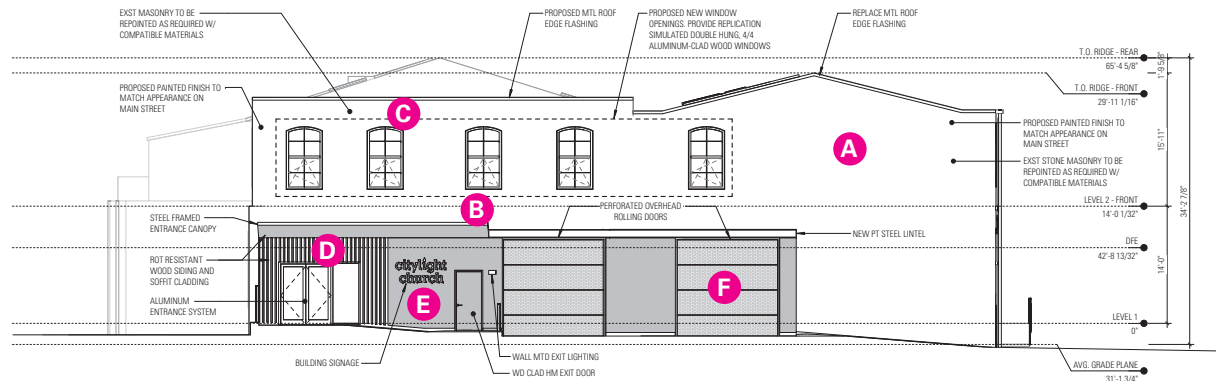 EXST MASONRY TO BE
REPOINTED AS REQUIRED W/
COMPATIBLE MATERIALS
PROPOSED MTL ROOF
EDGE FLASHING
PROPOSED NEW WINDOW
OPENINGS. PROVIDE REPLICATION
SIMULATED DOUBLE HUNG, 4/4
ALUMINUM-CLAD WOOD WINDOWS
REPLACE MTL ROOF
EDGE FLASHING
T.O. RIDGE - REAR
65'-4 5/8"
1'-9 5/8"
T.O. RIDGE - FRONT
29'-11 1/16"
PROPOSED PAINTED FINISH TO
MATCH APPEARANCE ON
MAIN STREET
C
A
PROPOSED PAINTED FINISH TO
MATCH APPEARANCE ON
MAIN STREET
EXST STONE MASONRY TO BE
REPOINTED AS REQUIRED W/
COMPATIBLE MATERIALS
15'-11"
34'-2 7/8"
LEVEL 2 - FRONT
14'-0 1/32"
B
PERFORATED OVERHEAD
ROLLING DOORS
STEEL FRAMED
ENTRANCE CANOPY
NEW PT STEEL LINTEL
DFE
42'-8 13/32"
D
ROT RESISTANT
WOOD SIDING AND
SOFFIT CLADDING
citylight
church
14'-0"
ALUMINUM
ENTRANCE SYSTEM
E
F
LEVEL 1
0"
BUILDING SIGNAGE
WALL MTD EXIT LIGHTING
WD CLAD HM EXIT DOOR
AVG. GRADE PLANE
31'-1 3/4"